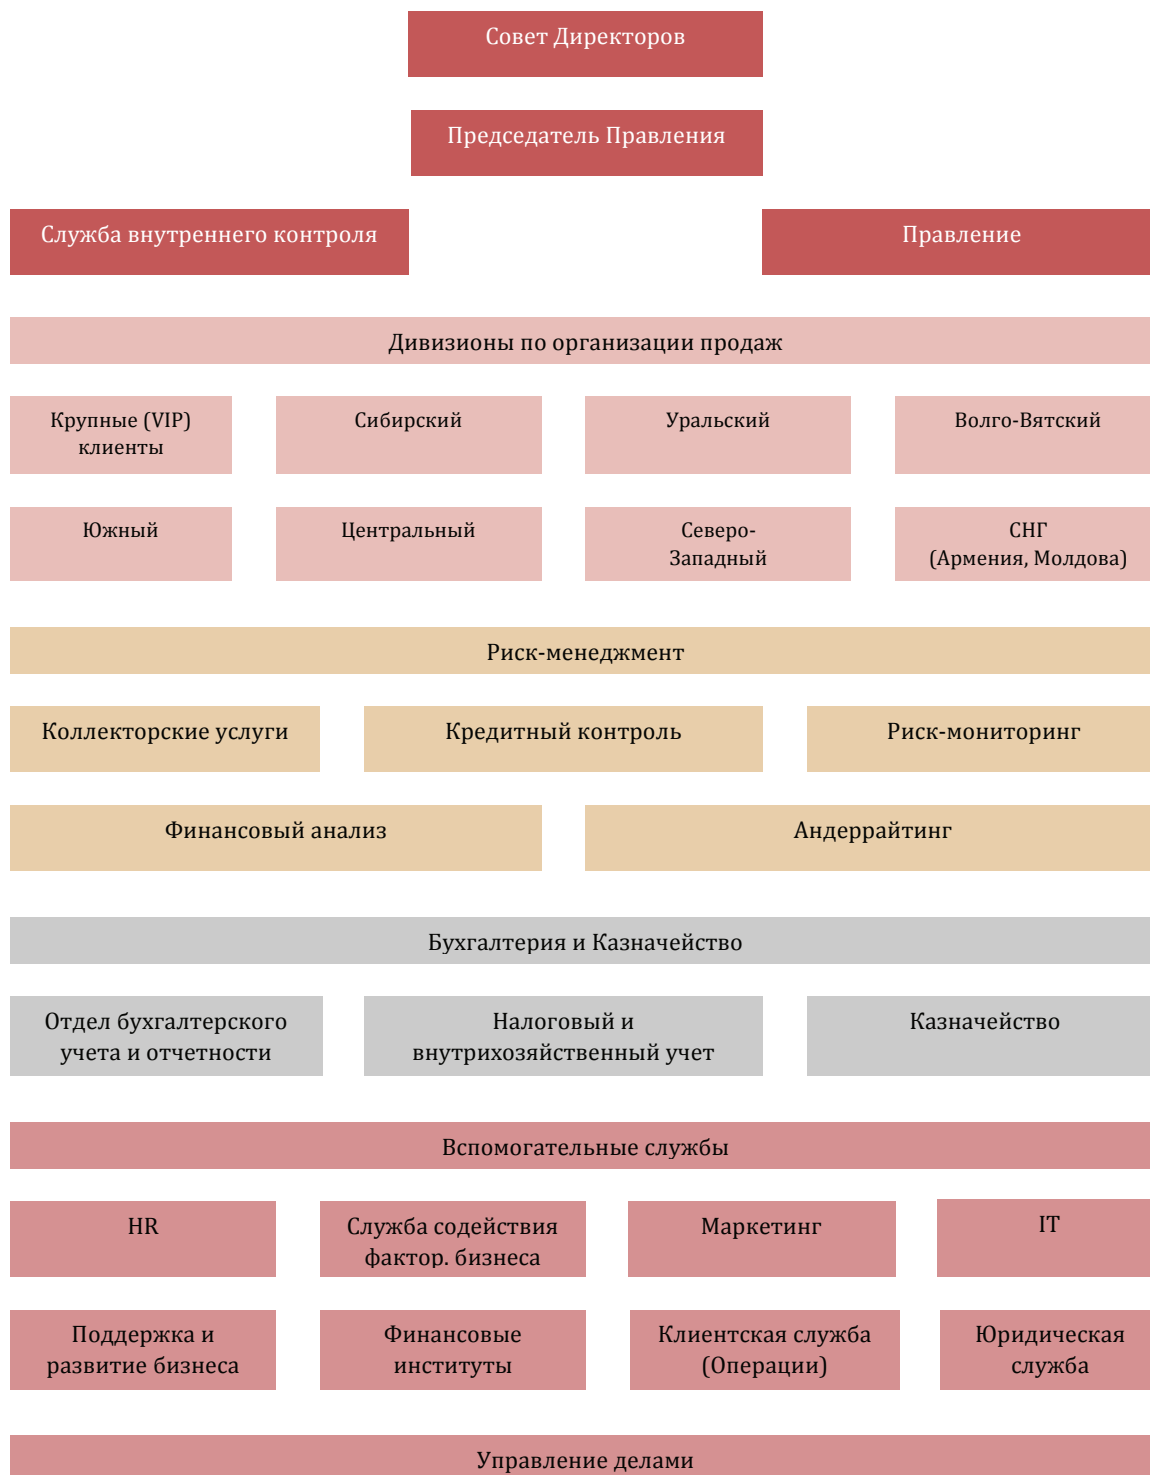 Совет Директоров
Председатель Правления
Служба внутреннего контроля
Правление
Дивизионы по организации продаж
Крупные (VIP)
клиенты
Сибирский
Уральский
Волго-Вятский
Южный
Центральный
Северо-
Западный
СНГ
(Армения, Молдова)
Риск-менеджмент
Коллекторские услуги
Кредитный контроль
Риск-мониторинг
Финансовый анализ
Андеррайтинг
Бухгалтерия и Казначейство
Отдел бухгалтерского
учета и отчетности
Налоговый и
внутрихозяйственный учет
Казначейство
Вспомогательные службы
HR
Служба содействия
фактор. бизнеса
Маркетинг
IT
Поддержка и
развитие бизнеса
Финансовые
институты
Клиентская служба
(Операции)
Юридическая
служба
Управление делами